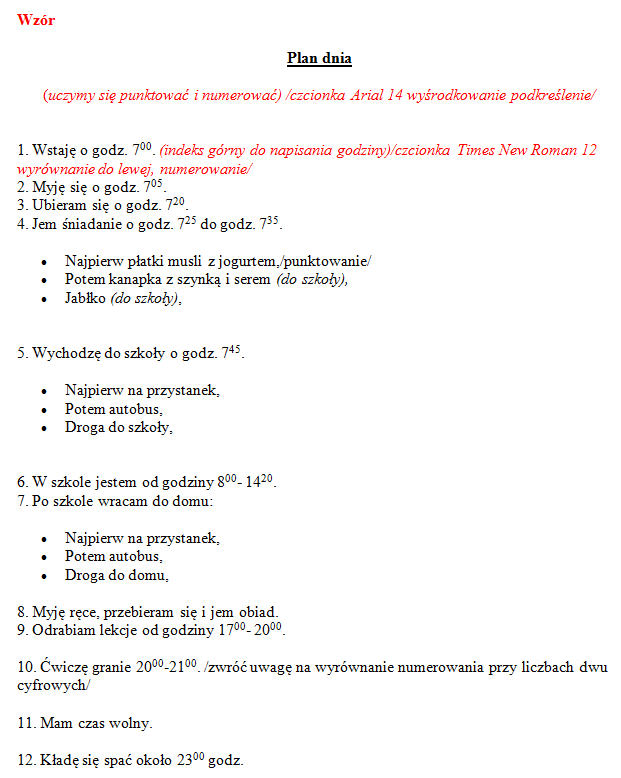 Wzór
Plan dnia
(uczymy się punktować i numerować) /czcionka Arial 14 wyśrodkowanie podkreślenie/
1. Wstaję o godz. 7⁰⁰. (indeks górny do napisania godziny)/czcionka Times New Roman 12
wyrównanie do lewej, numerowanie/
2. Myję się o godz. 7⁰⁵.
3. Ubieram się o godz. 7²⁰.
4. Jem śniadanie o godz. 7²⁵ do godz. 7³⁵.
• Najpierw płatki musli z jogurtem,/punktowanie/
• Potem kanapka z szynką i serem (do szkoły),
• Jabłko (do szkoły),
5. Wychodzę do szkoły o godz. 7⁴⁵.
• Najpierw na przystanek,
• Potem autobus,
• Droga do szkoły,
6. W szkole jestem od godziny 8⁰⁰- 14²⁰.
7. Po szkole wracam do domu:
• Najpierw na przystanek,
• Potem autobus,
• Droga do domu,
8. Myję ręce, przebieram się i jem obiad.
9. Odrabiam lekcje od godziny 17⁰⁰- 20⁰⁰.
10. Ćwiczę granie 20⁰⁰-21⁰⁰. /zwróć uwagę na wyrównanie numerowania przy liczbach dwu
cyfrowych/
11. Mam czas wolny.
12. Kładę się spać około 23⁰⁰ godz.